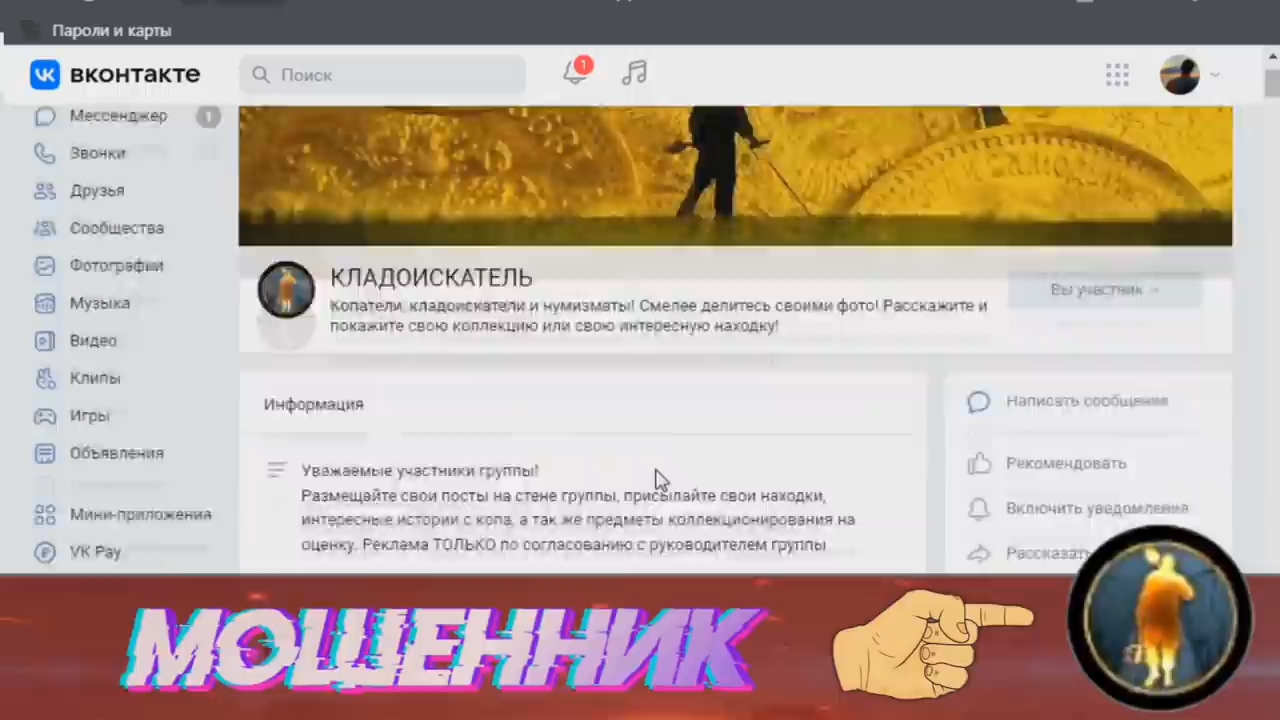 Пароли и карты
ВКОНТАКТЕ
Поиск
1
Мессенджер 1
Звонки
Друзья
Сообщества
Фотографии
Музыка
Видео
Клипы
Игры
Объявления
Мини-приложения
VK Pay
КЛАДОИСКАТЕЛЬ
Копатели, кладоискатели и нумизматы! Смелее делитесь своими фото! Расскажите и
покажите свою коллекцию или свою интересную находку!
Вы участник
Информация
Уважаемые участники группы!
Размещайте свои посты на стене группы, присылайте свои находки,
интересные истории с копа, а так же предметы коллекционирования на
оценку. Реклама ТОЛЬКО по согласованию с руководителем группы
Написать сообщение
Рекомендовать
Включить уведомления
МОШЕННИК